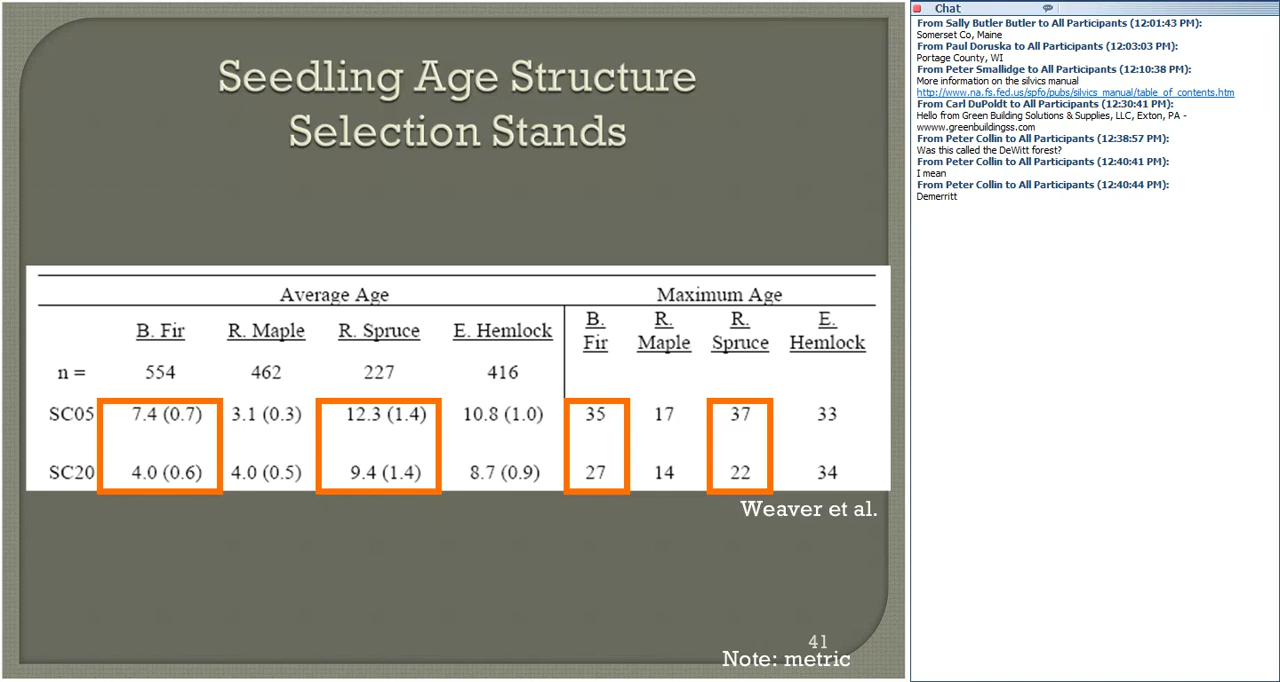 Seedling Age Structure
Selection Stands
Average Age Maximum Age
B. Fir R. Maple R. Spruce E. Hemlock B. Fir R. Maple R. Spruce E. Hemlock
n = 554 462 227 416
SC05 7.4 (0.7) 3.1 (0.3) 12.3 (1.4) 10.8 (1.0) 35 17 37 33
SC20 4.0 (0.6) 4.0 (0.5) 9.4 (1.4) 8.7 (0.9) 27 14 22 34
Weaver et al.
41
Note: metric
Chat
From Sally Butler Butler to All Participants (12:01:43 PM):
Somerset Co, Maine
From Paul Doruska to All Participants (12:03:03 PM):
Portage County, WI
From Peter Smallidge to All Participants (12:10:38 PM):
More information on the silvics manual
http://www.na.fs.fed.us/spfo/pubs/silvics_manual/table_of_contents.htm
From Carl DuPoldt to All Participants (12:30:41 PM):
Hello from Green Building Solutions & Supplies, LLC, Exton, PA -
wwww.greenbuildingss.com
From Peter Collin to All Participants (12:38:57 PM):
Was this called the DeWitt forest?
From Peter Collin to All Participants (12:40:41 PM):
I mean
From Peter Collin to All Participants (12:40:44 PM):
Demerritt